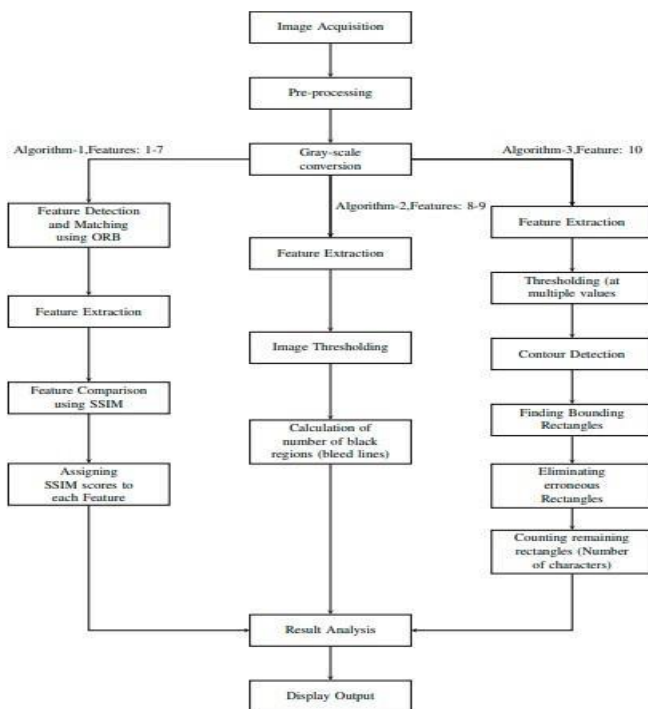 Image Acquisition
Pre-processing
Gray-scale
conversion
Algorithm-1,Features: 1-7
Feature Detection
and Matching
using ORB
Feature Extraction
Feature Comparison
using SSIM
Assigning
SSIM scores to
each Feature
Algorithm-2,Features: 8-9
Feature Extraction
Image Thresholding
Calculation of
number of black
regions (bleed lines)
Algorithm-3,Feature: 10
Feature Extraction
Thresholding (at
multiple values
Contour Detection
Finding Bounding
Rectangles
Eliminating
erroneous
Rectangles
Counting remaining
rectangles (Number
of characters)
Result Analysis
Display Output